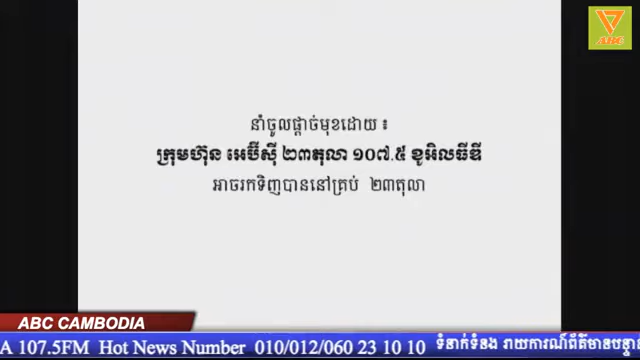 ABC
នាំចូលផ្តាច់មុខដោយ ៖
ក្រុមហ៊ុន អេប៊ីស៊ី ២៣តុលា ១០៧.៥ ខូអិលធីឌី
អាចរកទិញបាននៅគ្រប់ ២៣តុលា
ABC CAMBODIA
A 107.5FM Hot News Number 010/012/060 23 10 10 ទំនាក់ទំនង រាយការណ៍ព័ត៌មានបន្ទា